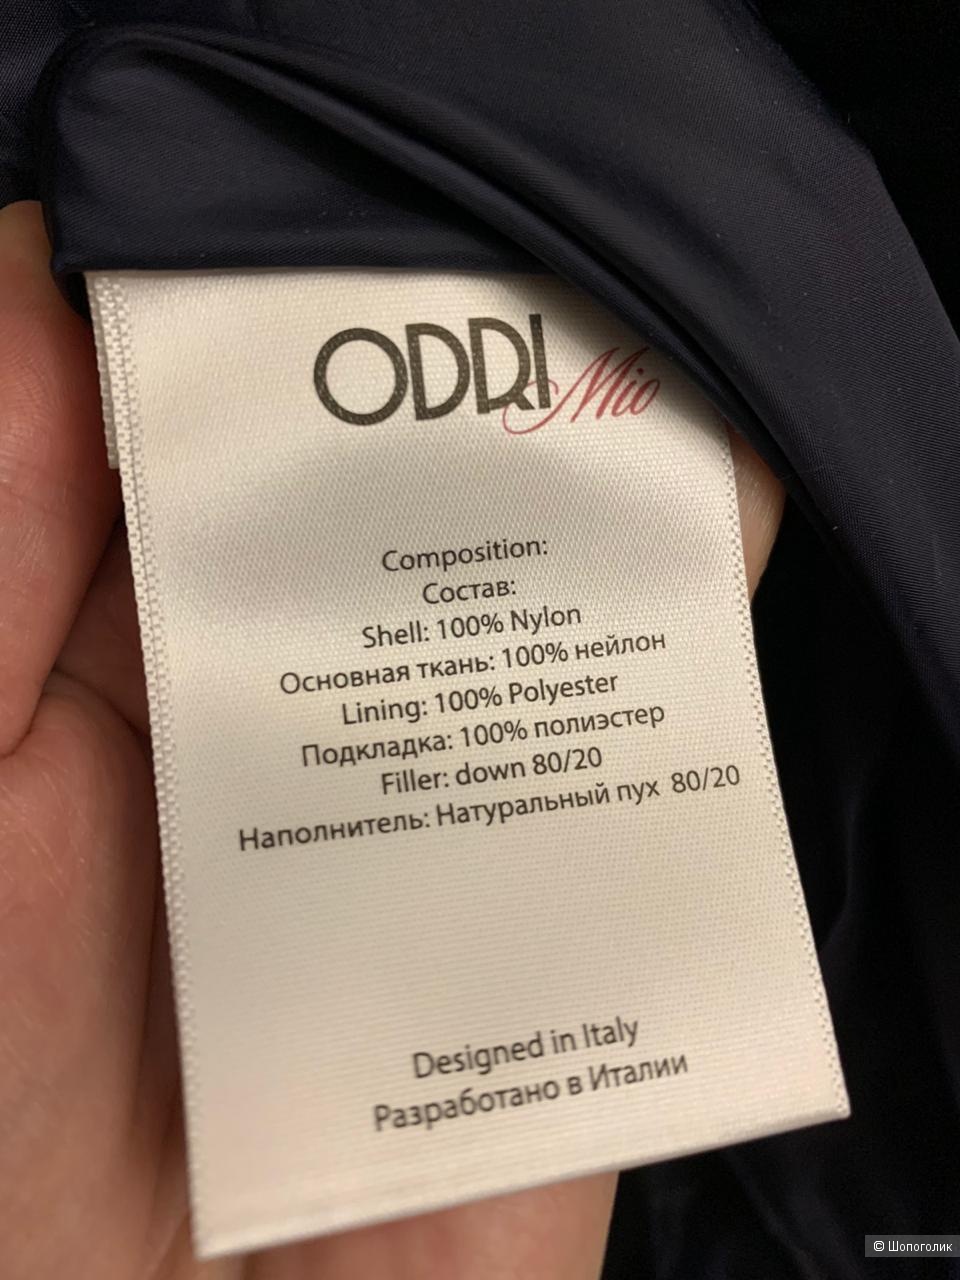 ODRI Mio
Composition:
Состав:
Shell: 100% Nylon
Основная ткань: 100% нейлон
Lining: 100% Polyester
Подкладка: 100% полиэстер
Filler: down 80/20
Наполнитель: Натуральный пух 80/20
Designed in Italy
Разработано в Италии
© Шопоголик